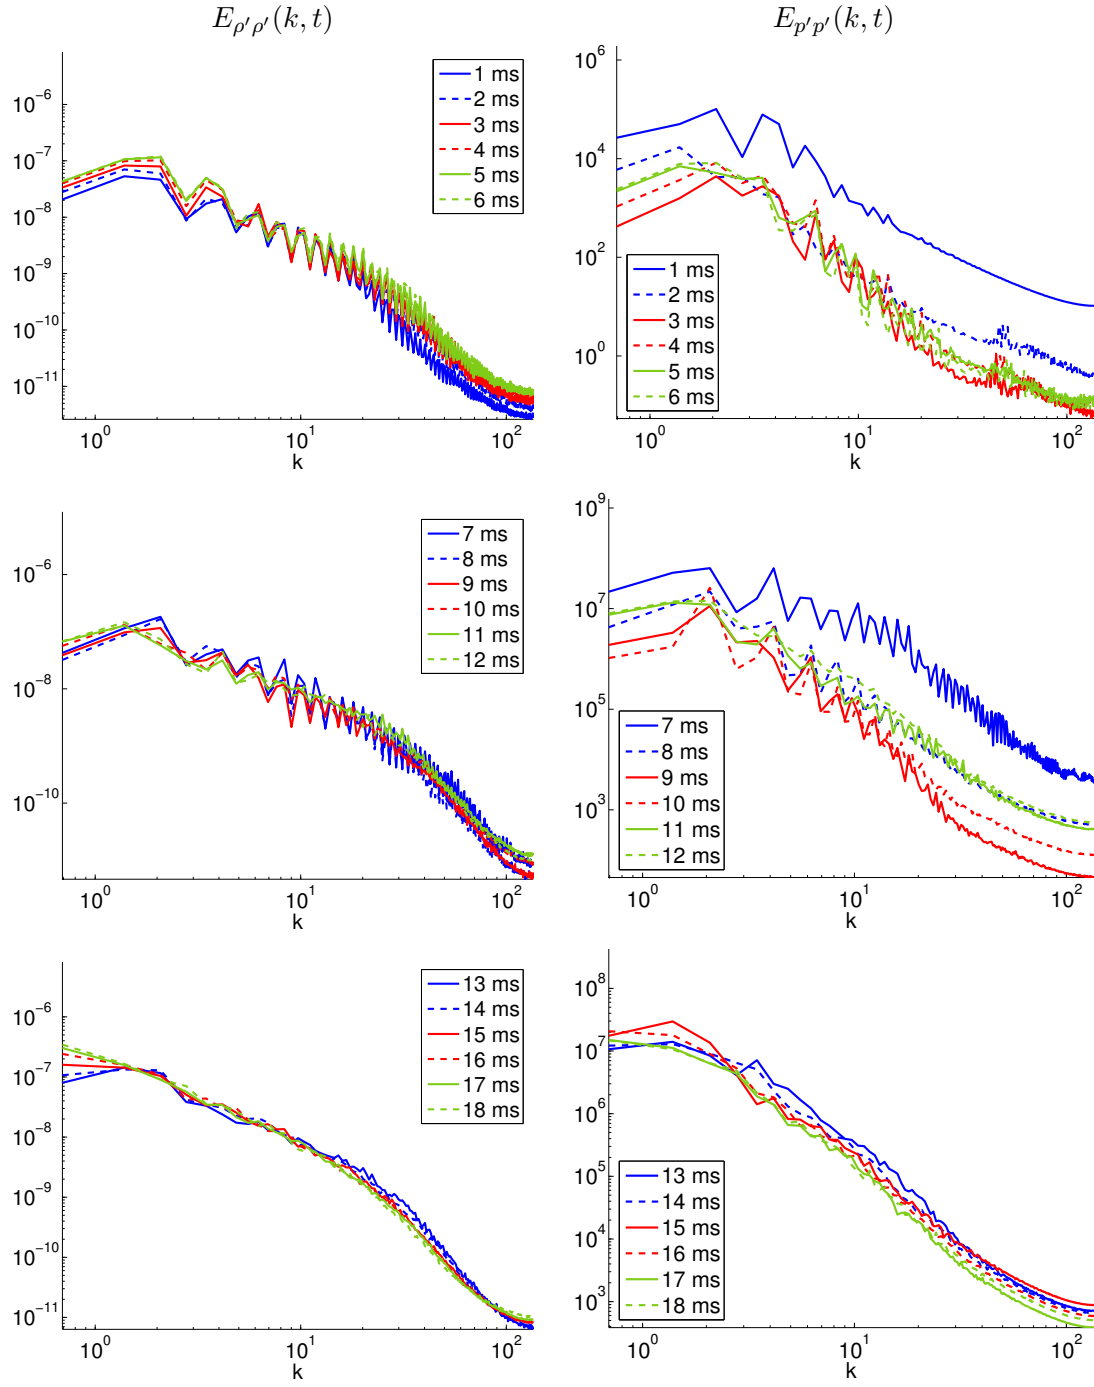 E_{ρ′ρ′}(k, t)
E_{p′p′}(k, t)
10^{-6}
10^{-7}
10^{-8}
10^{-9}
10^{-10}
10^{-11}
10^0
10^1
10^2
k
1 ms
2 ms
3 ms
4 ms
5 ms
6 ms
10^6
10^4
10^2
10^0
10^0
10^1
10^2
k
1 ms
2 ms
3 ms
4 ms
5 ms
6 ms
10^{-6}
10^{-8}
10^{-10}
10^0
10^1
10^2
k
7 ms
8 ms
9 ms
10 ms
11 ms
12 ms
10^9
10^7
10^5
10^3
10^0
10^1
10^2
k
7 ms
8 ms
9 ms
10 ms
11 ms
12 ms
10^{-6}
10^{-7}
10^{-8}
10^{-9}
10^{-10}
10^{-11}
10^0
10^1
10^2
k
13 ms
14 ms
15 ms
16 ms
17 ms
18 ms
10^8
10^7
10^6
10^5
10^4
10^3
10^0
10^1
10^2
k
13 ms
14 ms
15 ms
16 ms
17 ms
18 ms